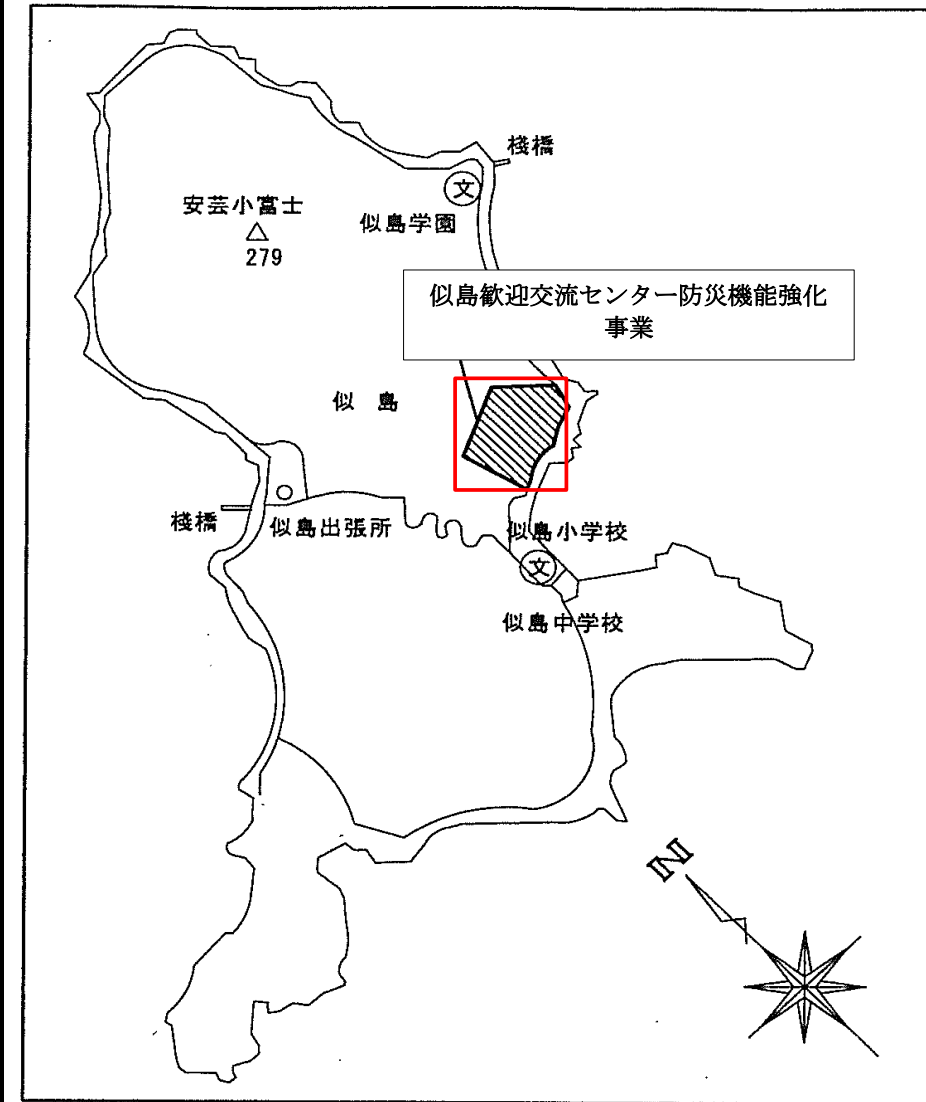 棧橋
文
安芸小富士
279
似島学園
似島歓迎交流センター防災機能強化
事業
似 島
棧橋
似島出張所
似島小学校
文
似島中学校
N